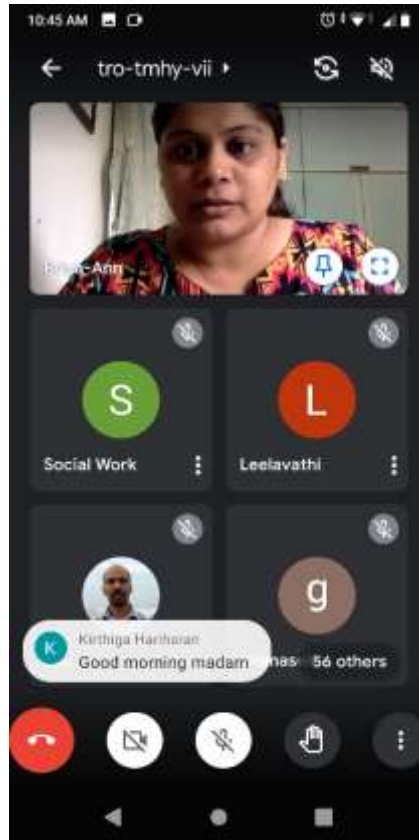 10:45 AM
tro-tmhy-vii
S
L
Social Work
Leelavathi
g
K
Kirthiga Hariharan
Good morning madam
56 others